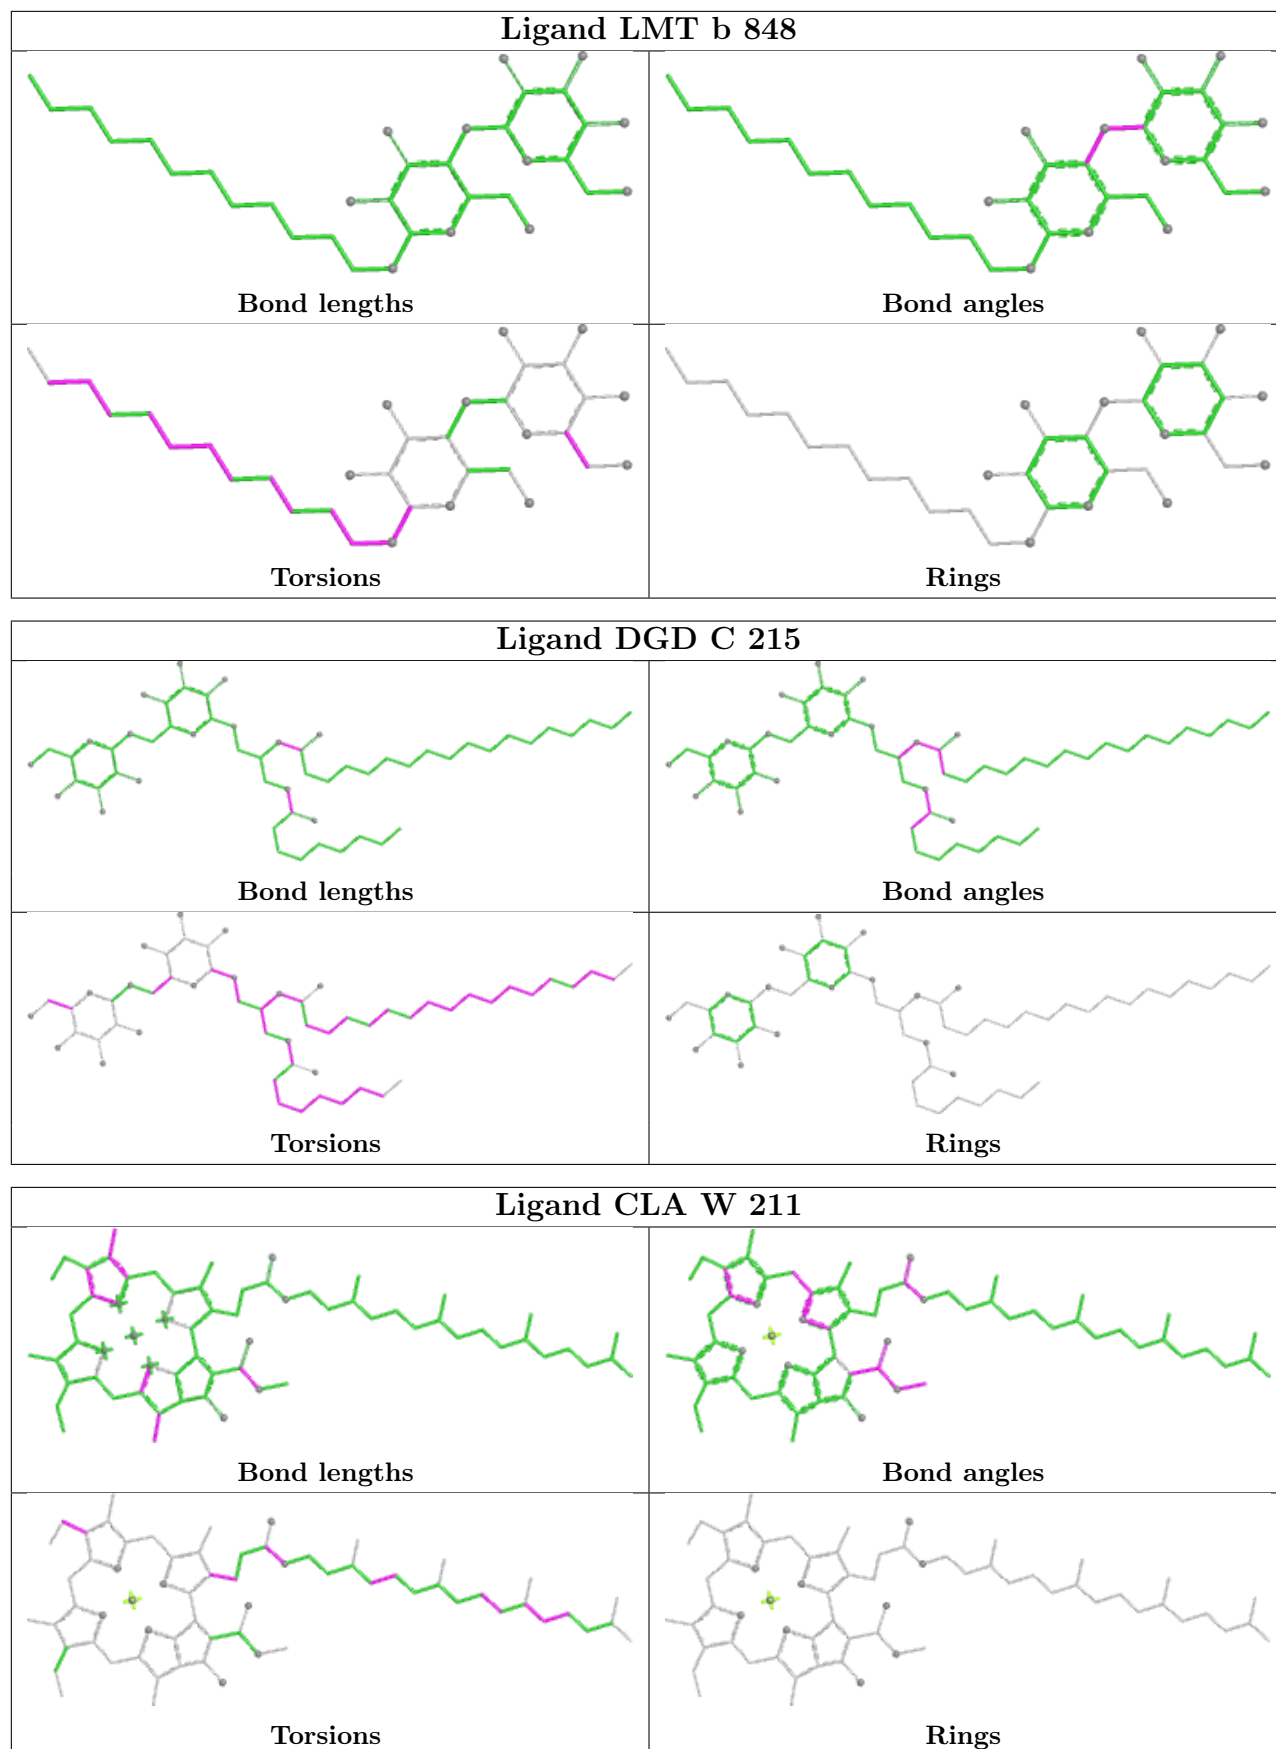 Ligand LMT b 848
Bond lengths
Bond angles
Torsions
Rings
Ligand DGD C 215
Bond lengths
Bond angles
Torsions
Rings
Ligand CLA W 211
Bond lengths
Bond angles
Torsions
Rings